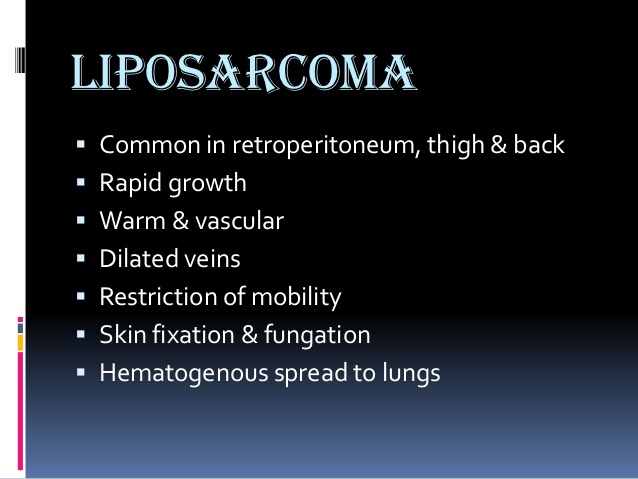 LIPOSARCOMA
▪ Common in retroperitoneum, thigh & back
▪ Rapid growth
▪ Warm & vascular
▪ Dilated veins
▪ Restriction of mobility
▪ Skin fixation & fungation
▪ Hematogenous spread to lungs